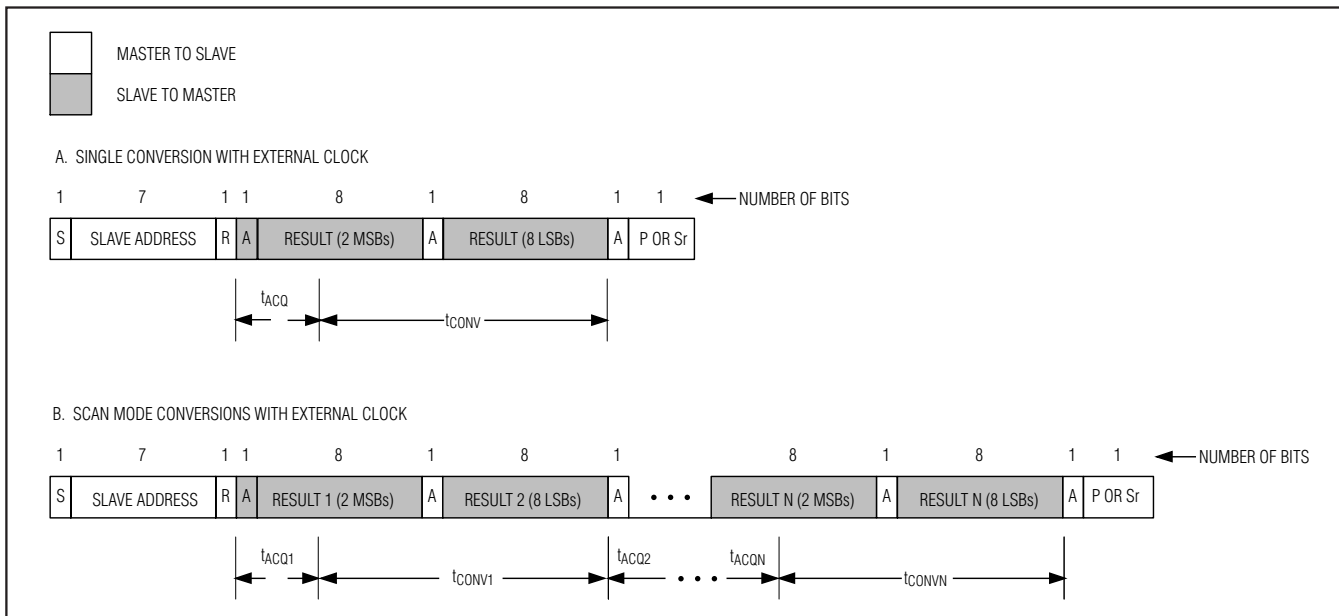 MASTER TO SLAVE
SLAVE TO MASTER
A. SINGLE CONVERSION WITH EXTERNAL CLOCK
1 7 1 1 8 1 8 1 1 NUMBER OF BITS
S SLAVE ADDRESS R A RESULT (2 MSBs) A RESULT (8 LSBs) A P OR Sr
tACQ
tCONV
B. SCAN MODE CONVERSIONS WITH EXTERNAL CLOCK
1 7 1 1 8 1 8 1 8 1 8 1 1 NUMBER OF BITS
S SLAVE ADDRESS R A RESULT 1 (2 MSBs) A RESULT 2 (8 LSBs) A • • • RESULT N (2 MSBs) A RESULT N (8 LSBs) A P OR Sr
tACQ1 tACQ2 tACQN
tCONV1 • • • tCONVN